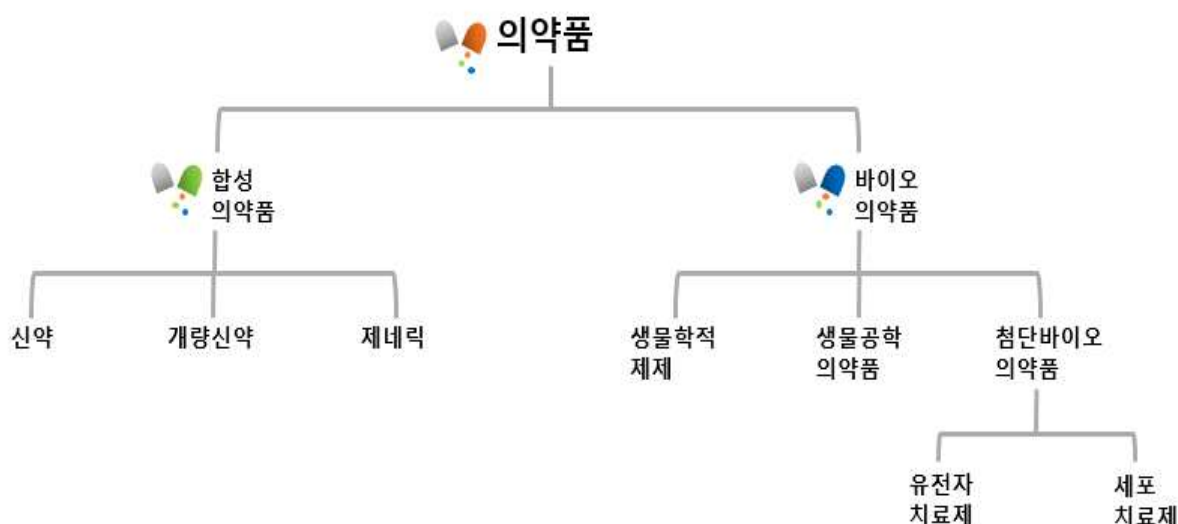 의약품
합성
의약품
바이오
의약품
신약
개량신약
제네릭
생물학적
제제
생물공학
의약품
첨단바이오
의약품
유전자
치료제
세포
치료제